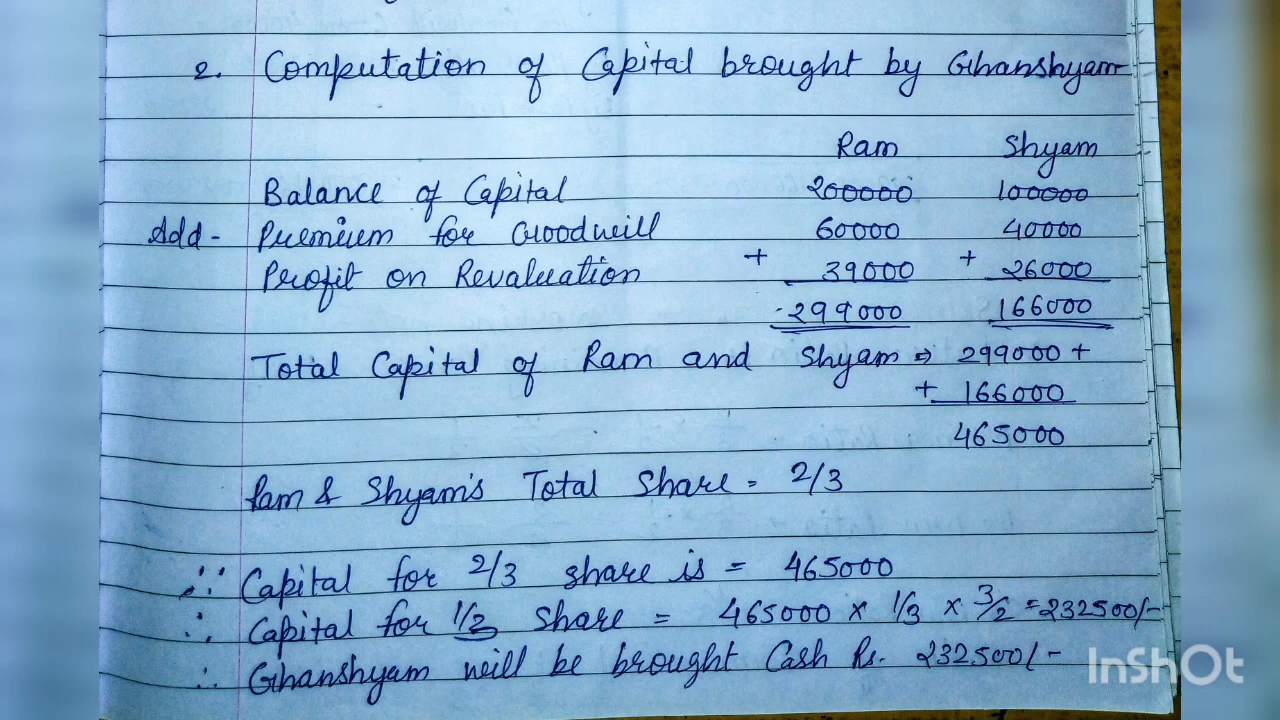 2. Computation of Capital brought by Ghanshyam
Ram Shyam
Balance of Capital 200000 100000
Add - Premium for Goodwill 60000 40000
Profit on Revaluation + 39000 + 26000
299000 166000
Total Capital of Ram and Shyam ⇒ 299000 +
+ 166000
465000
Ram & Shyam's Total Share = 2/3
∵ Capital for 2/3 share is = 465000
∴ Capital for 1/3 Share = 465000 × 1/3 × 3/2 = 232500/-
∴ Ghanshyam will be brought Cash Rs. 232500/-
InShOt